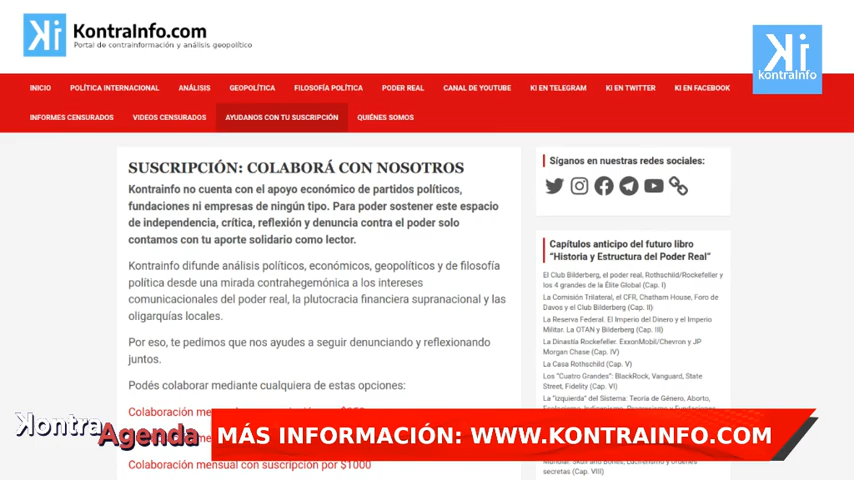 KontraInfo.com
Portal de contrainformación y análisis geopolítico
kontrainfo
INICIO POLÍTICA INTERNACIONAL ANÁLISIS GEOPOLÍTICA FILOSOFÍA POLÍTICA PODER REAL CANAL DE YOUTUBE KI EN TELEGRAM KI EN TWITTER KI EN FACEBOOK
INFORMES CENSURADOS VIDEOS CENSURADOS AYUDANOS CON TU SUSCRIPCIÓN QUIÉNES SOMOS
SUSCRIPCIÓN: COLABORÁ CON NOSOTROS
Kontrainfo no cuenta con el apoyo económico de partidos políticos,
fundaciones ni empresas de ningún tipo. Para poder sostener este espacio
de independencia, crítica, reflexión y denuncia contra el poder solo
contamos con tu aporte solidario como lector.
Kontrainfo difunde análisis políticos, económicos, geopolíticos y de filosofía
política desde una mirada contrahegemónica a los intereses
comunicacionales del poder real, la plutocracia financiera supranacional y las
oligarquías locales.
Por eso, te pedimos que nos ayudes a seguir denunciando y reflexionando
juntos.
Podés colaborar mediante cualquiera de estas opciones:
Colaboración
Colaboración mensual con suscripción por $1000
Síganos en nuestras redes sociales:
Capítulos anticipo del futuro libro
"Historia y Estructura del Poder Real"
El Club Bilderberg, el poder real, Rothschild/Rockefeller y
los 4 grandes de la Élite Global (Cap. I)
La Comisión Trilateral, el CFR, Chatham House, Foro de
Davos y el Club Bilderberg (Cap. II)
La Reserva Federal. El Imperio del Dinero y el Imperio
Militar. La OTAN y Bilderberg (Cap. III)
La Dinastía Rockefeller. ExxonMobil/Chevron y JP
Morgan Chase (Cap. IV)
La Casa Rothschild (Cap. V)
Los "Cuatro Grandes": BlackRock, Vanguard, State
Street, Fidelity (Cap. VI)
La "izquierda" del Sistema: Teoría de Género, Aborto,
secretas (Cap. VIII)
Kontra
Agenda
MÁS INFORMACIÓN: WWW.KONTRAINFO.COM